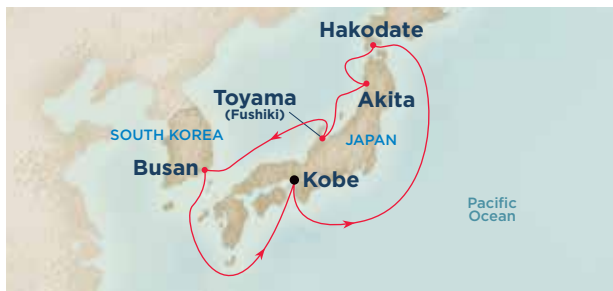 Hakodate
Akita
Toyama
(Fushiki)
SOUTH KOREA
JAPAN
Busan
Kobe
Pacific
Ocean